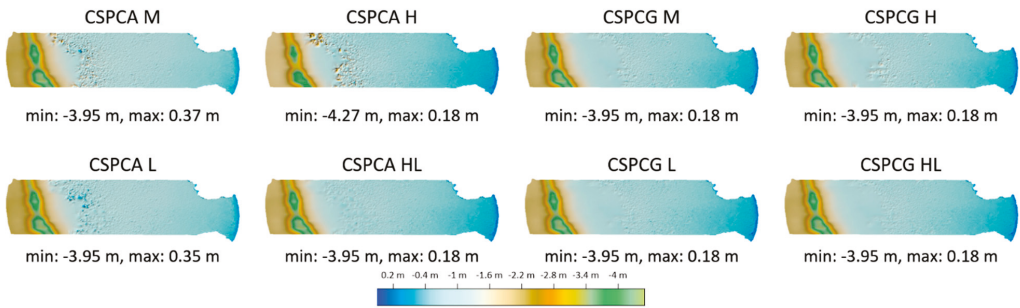 CSPCA M CSPCA H CSPCG M CSPCG H
min: -3.95 m, max: 0.37 m min: -4.27 m, max: 0.18 m min: -3.95 m, max: 0.18 m min: -3.95 m, max: 0.18 m
CSPCA L CSPCA HL CSPCG L CSPCG HL
min: -3.95 m, max: 0.35 m min: -3.95 m, max: 0.18 m min: -3.95 m, max: 0.18 m min: -3.95 m, max: 0.18 m
0.2 m -0.4 m -1 m -1.6 m -2.2 m -2.8 m -3.4 m -4 m